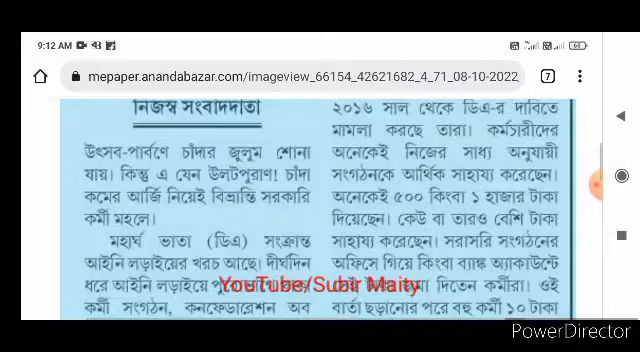 9:12 AM
mepaper.anandabazar.com/imageview_66154_42621682_4_71_08-10-2022
7
নিজস্ব সংবাদদাতা
উৎসব-পার্বণে চাঁদার জুলুম শোনা
যায়। কিন্তু এ যেন উলটপুরাণ! চাঁদা
কমের আর্জি নিয়েই বিভ্রান্তি সরকারি
কর্মী মহলে।
মহার্ঘ ভাতা (ডিএ) সংক্রান্ত
আইনি লড়াইয়ের খরচ আছে। দীর্ঘদিন
ধরে আইনি লড়াইয়ে
কর্মী সংগঠন, কনফেডারেশন অব
২০১৬ সাল থেকে ডিএ-র দাবিতে
মামলা করছে তারা। কর্মচারীদের
অনেকেই নিজের সাধ্য অনুযায়ী
সংগঠনকে আর্থিক সাহায্য করেছেন।
অনেকেই ৫০০ কিংবা ১ হাজার টাকা
দিয়েছেন। কেউ বা তারও বেশি টাকা
সাহায্য করেছেন। সরাসরি সংগঠনের
অফিসে গিয়ে কিংবা ব্যাঙ্ক অ্যাকাউন্টে
দিতেন কর্মীরা। ওই
বার্তা ছড়ানোর পরে বহু কর্মী ১০ টাকা
YouTube/Subir Maity
PowerDirector